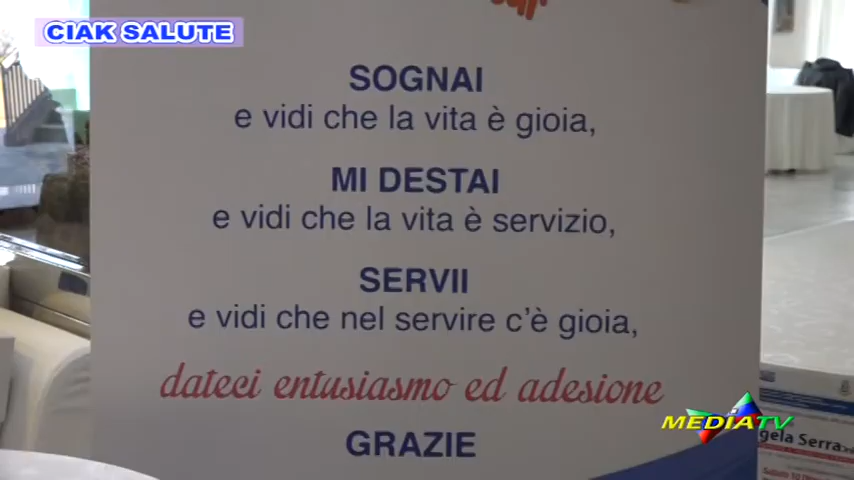 CIAK SALUTE
SOGNAI
e vidi che la vita è gioia,
MI DESTAI
e vidi che la vita è servizio,
SERVII
e vidi che nel servire c'è gioia,
dateci entusiasmo ed adesione
GRAZIE
MEDIATV
Serra